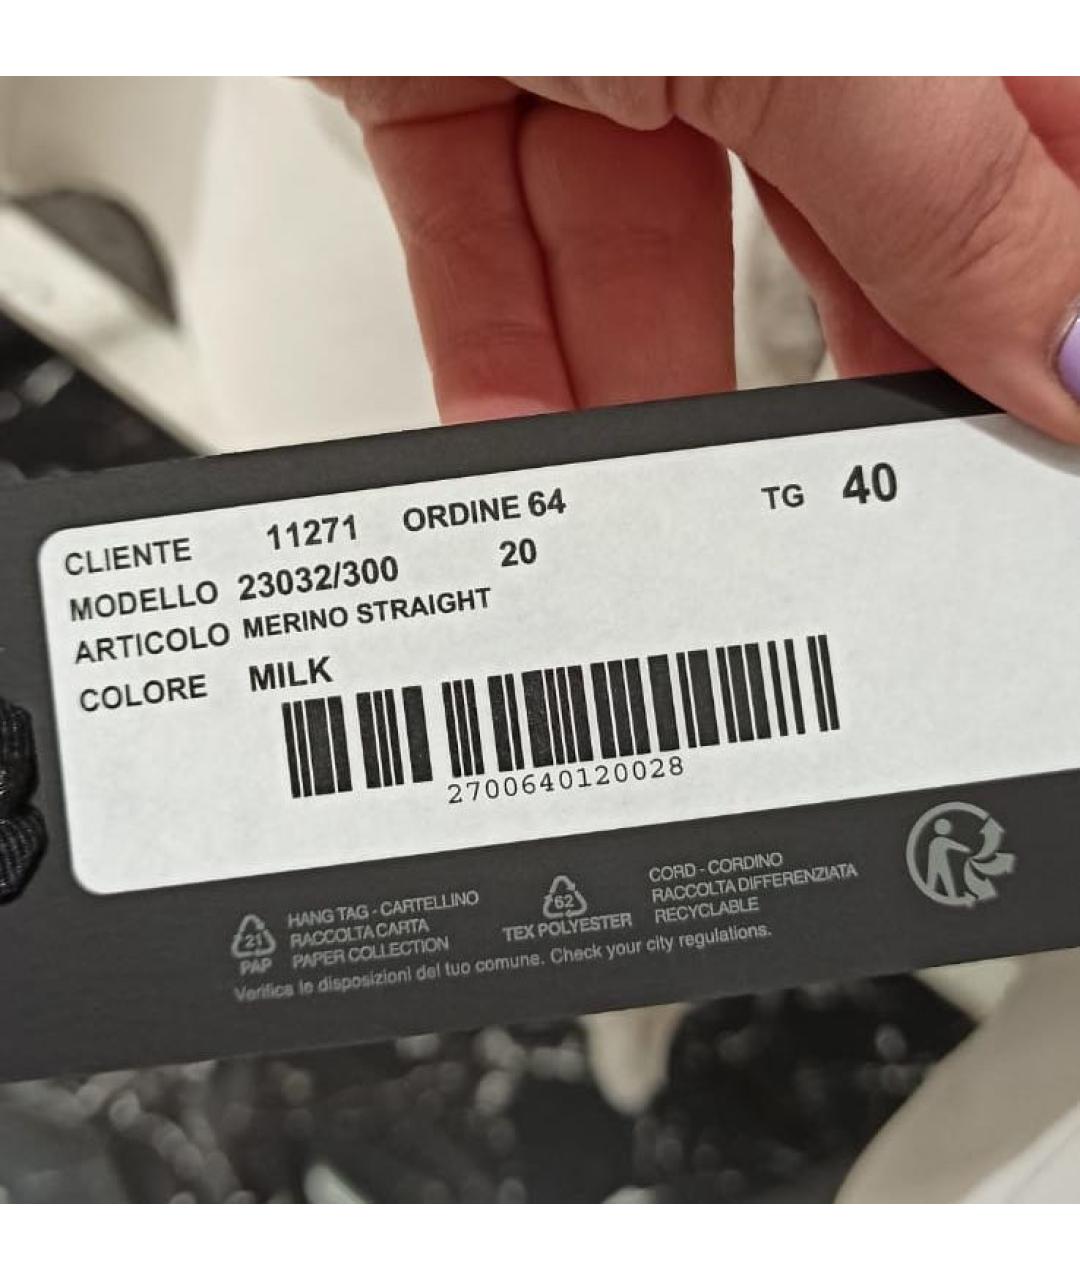 CLIENTE 11271 ORDINE 64 TG 40
MODELLO 23032/300 20
ARTICOLO MERINO STRAIGHT
COLORE MILK
2700640120028
21
PAP
HANG TAG - CARTELLINO
RACCOLTA CARTA
PAPER COLLECTION
62
TEX POLYESTER
CORD - CORDINO
RACCOLTA DIFFERENZIATA
RECYCLABLE
Verifica le disposizioni del tuo comune. Check your city regulations.